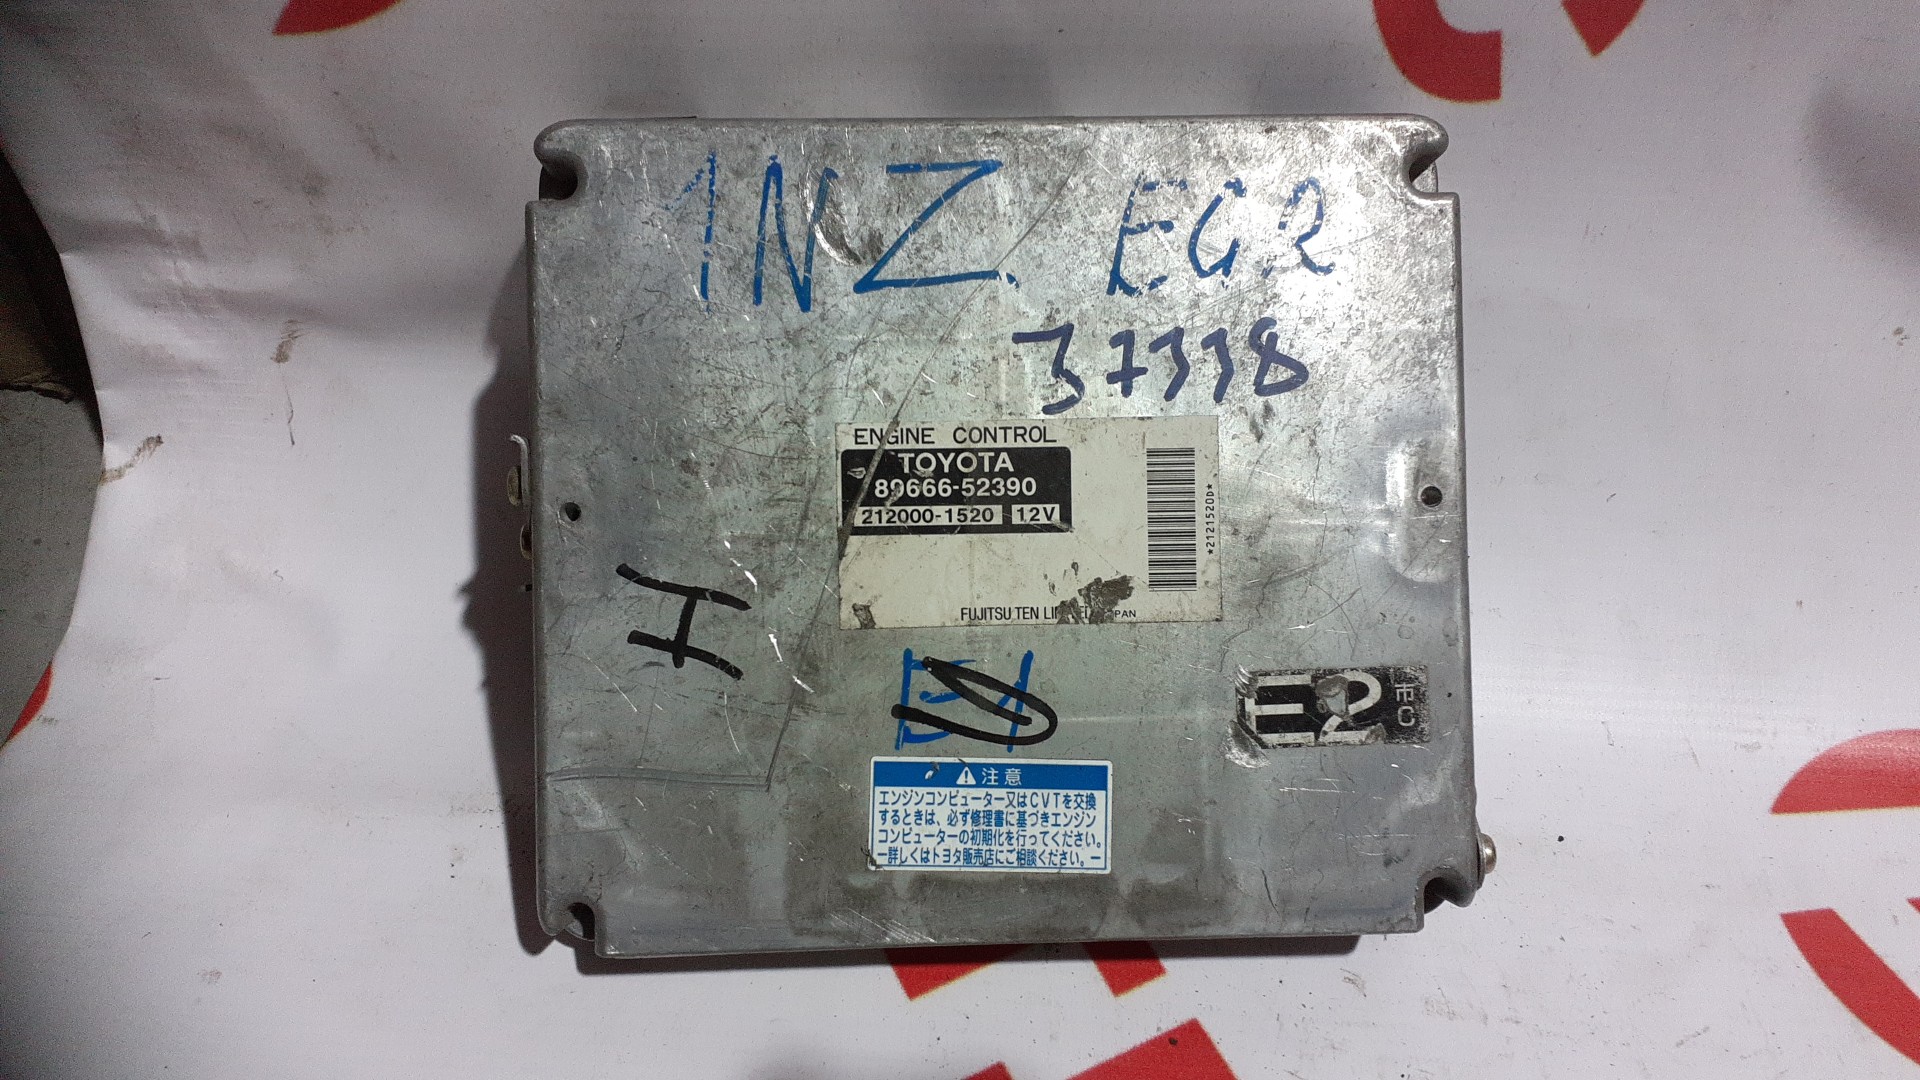 1NZ. EGR
37338
ENGINE CONTROL
TOYOTA
89666-52390
212000-1520 12V
*2121520D*
FUJITSU TEN
H
E2 市C
注意
エンジンコンピューター又はCVTを交換
するときは、必ず修理書に基づきエンジン
コンピューターの初期化を行ってください。
ー詳しくはトヨタ販売店にご相談ください。ー